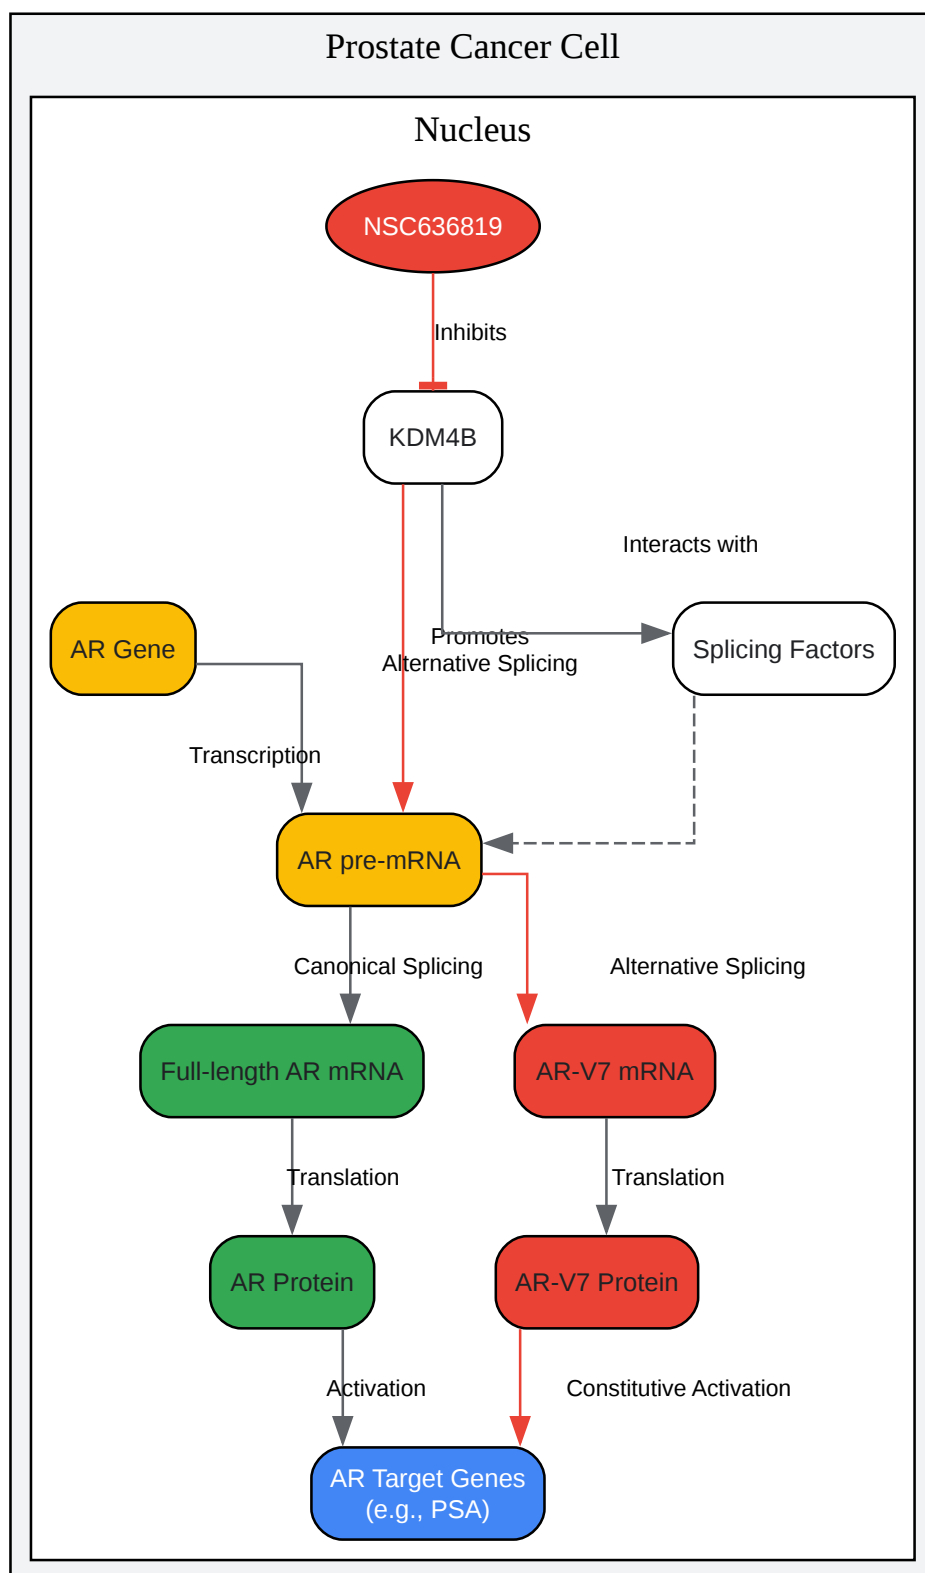 Prostate Cancer Cell
Nucleus
NSC636819
Inhibits
KDM4B
Interacts with
Promotes
Alternative Splicing
AR Gene
Splicing Factors
Transcription
AR pre-mRNA
Canonical Splicing
Alternative Splicing
Full-length AR mRNA
AR-V7 mRNA
Translation
Translation
AR Protein
AR-V7 Protein
Activation
Constitutive Activation
AR Target Genes
(e.g., PSA)